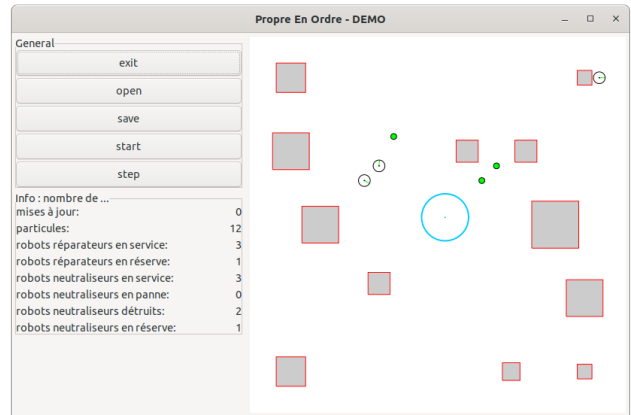 Propre En Ordre - DEMO
General
exit
open
save
start
step
Info : nombre de ...
mises à jour: 0
particules: 12
robots réparateurs en service: 3
robots réparateurs en réserve: 1
robots neutraliseurs en service: 3
robots neutraliseurs en panne: 0
robots neutraliseurs détruits: 2
robots neutraliseurs en réserve: 1